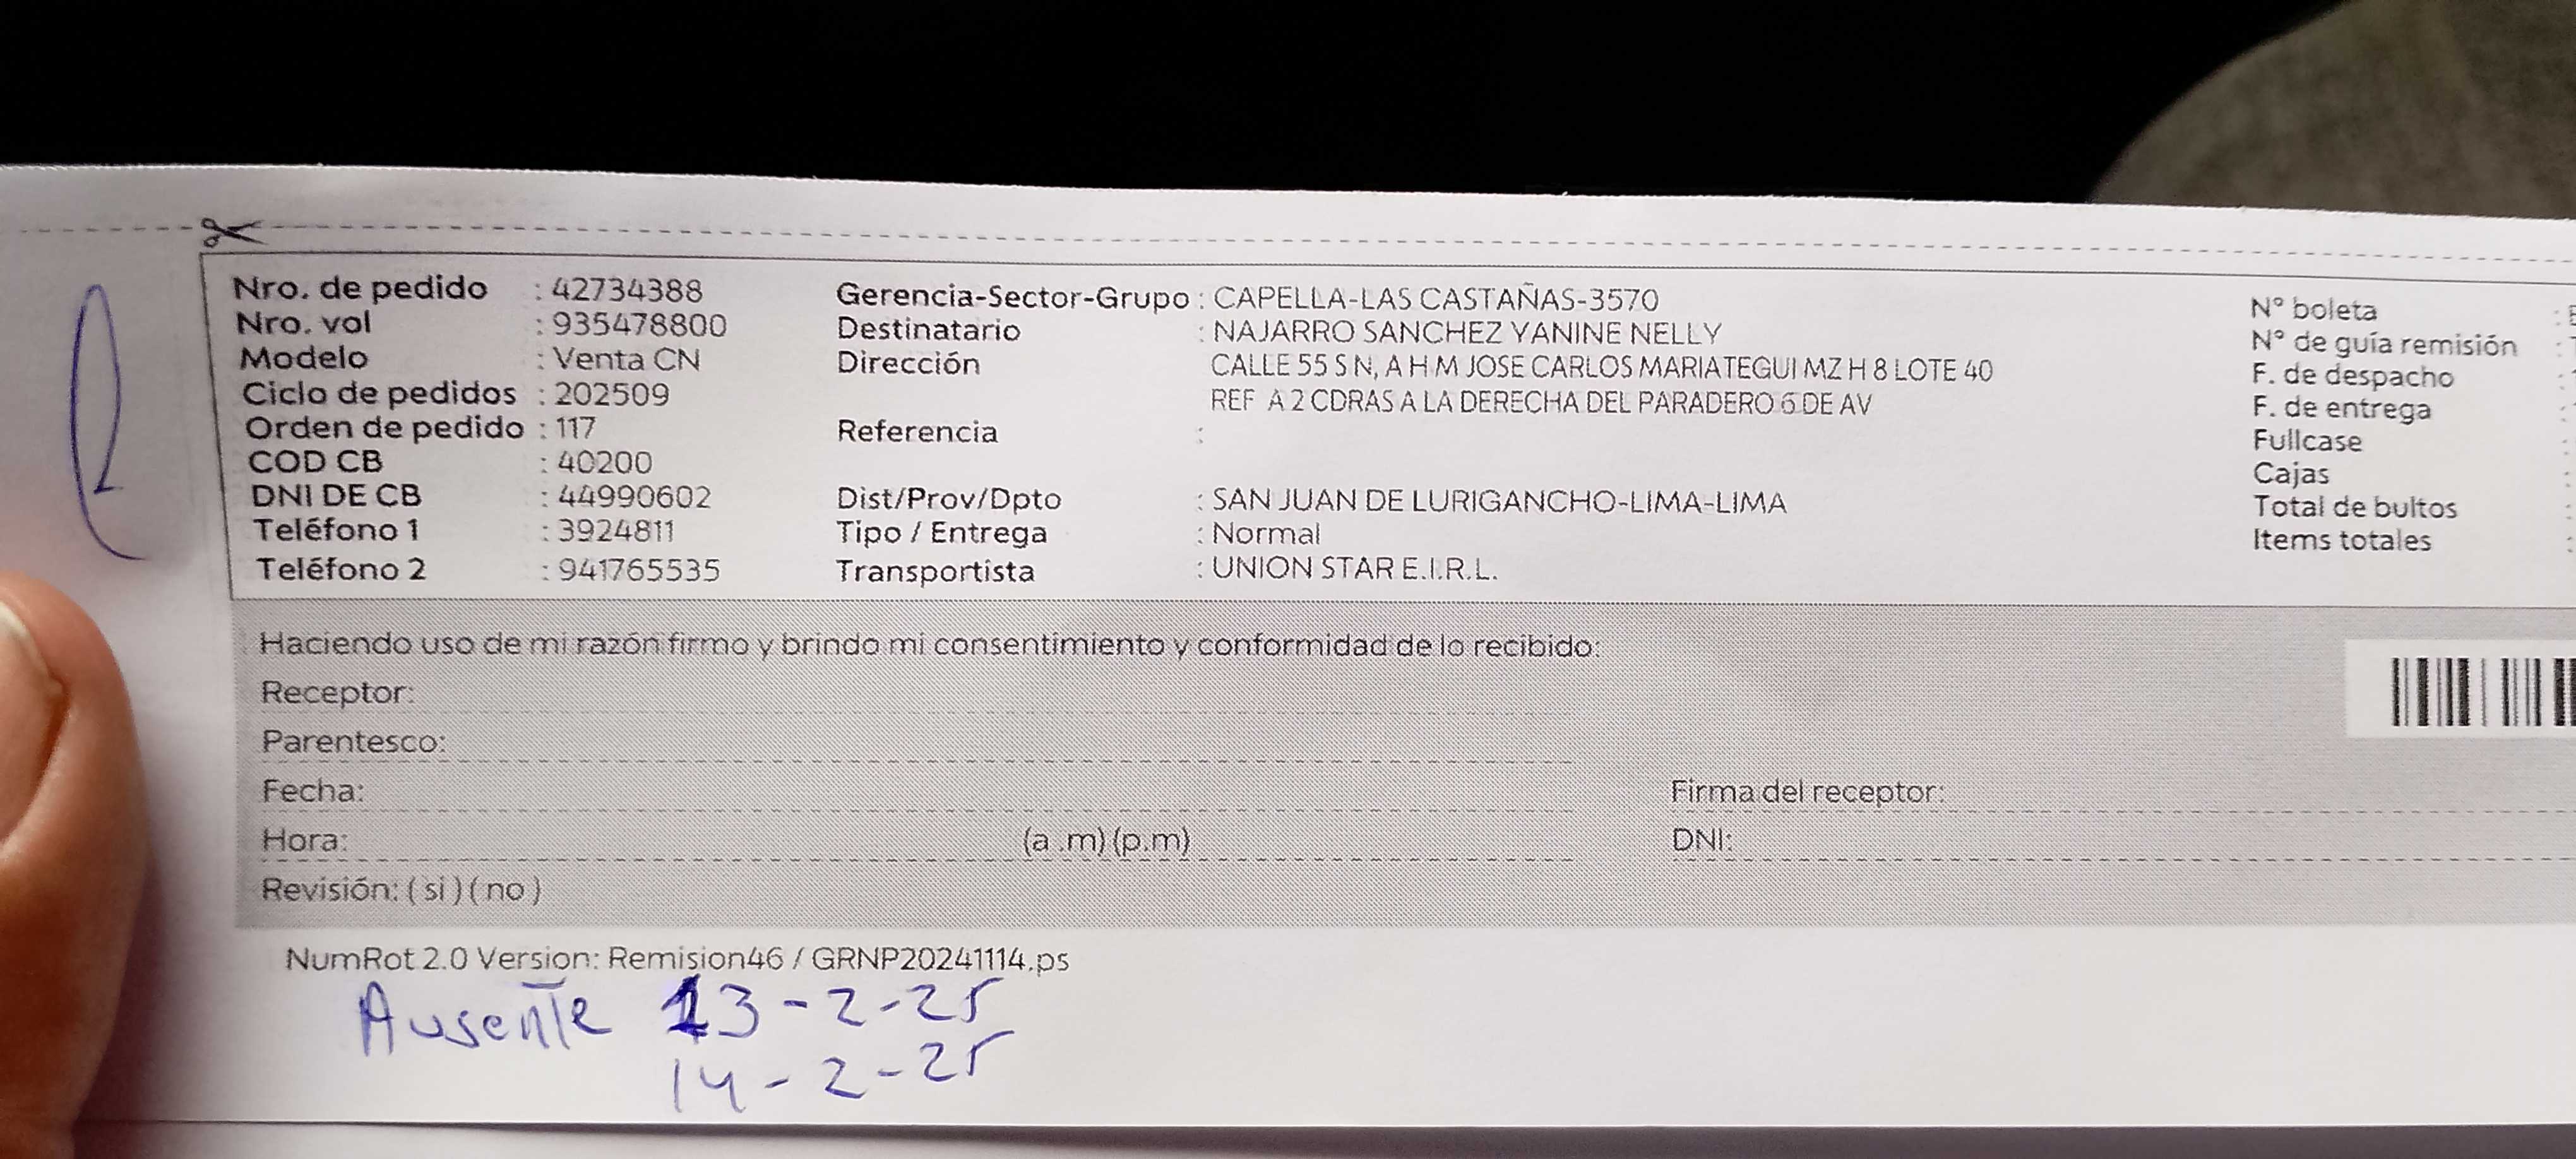 Nro. de pedido : 42734388
Nro. vol : 935478800
Modelo : Venta CN
Ciclo de pedidos : 202509
Orden de pedido : 117
COD CB : 40200
DNI DE CB : 44990602
Teléfono 1 : 3924811
Teléfono 2 : 941765535
Gerencia-Sector-Grupo : CAPELLA-LAS CASTAÑAS-3570
Destinatario : NAJARRO SANCHEZ YANINE NELLY
Dirección CALLE 55 S N, A H M JOSE CARLOS MARIATEGUI MZ H 8 LOTE 40
REF A 2 CDRAS A LA DERECHA DEL PARADERO 6 DE AV
Referencia :
Dist/Prov/Dpto : SAN JUAN DE LURIGANCHO-LIMA-LIMA
Tipo / Entrega : Normal
Transportista : UNION STAR E.I.R.L.
N° boleta :
N° de guía remisión :
F. de despacho :
F. de entrega :
Fullcase
Cajas :
Total de bultos :
Items totales :
Haciendo uso de mi razón firmo y brindo mi consentimiento y conformidad de lo recibido:
Receptor:
Parentesco:
Fecha:
Hora: (a .m) (p.m)
Revisión: ( si ) ( no )
Firma del receptor:
DNI:
NumRot 2.0 Version: Remision46 / GRNP20241114.ps
Ausente 13-2-25
14-2-25